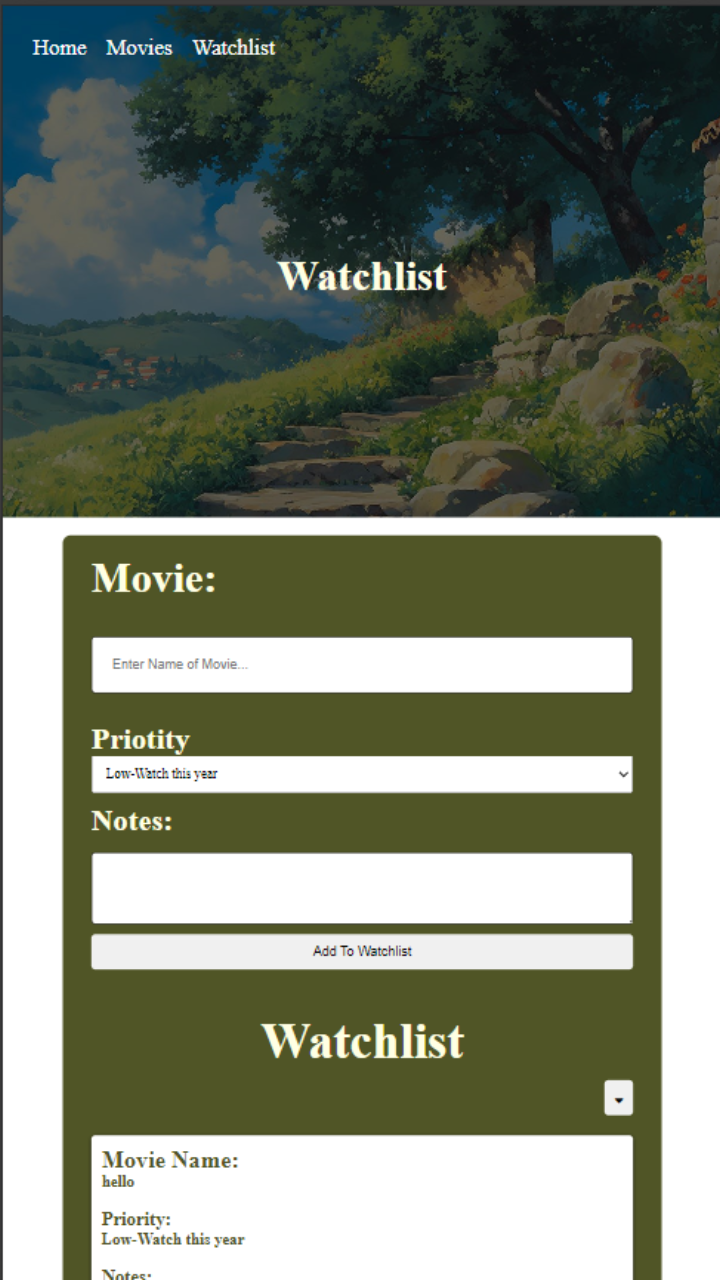 Home Movies Watchlist
Watchlist
Movie:
Enter Name of Movie...
Priotity
Low-Watch this year
Notes:
Add To Watchlist
Watchlist
Movie Name:
hello
Priority:
Low-Watch this year
Notes: